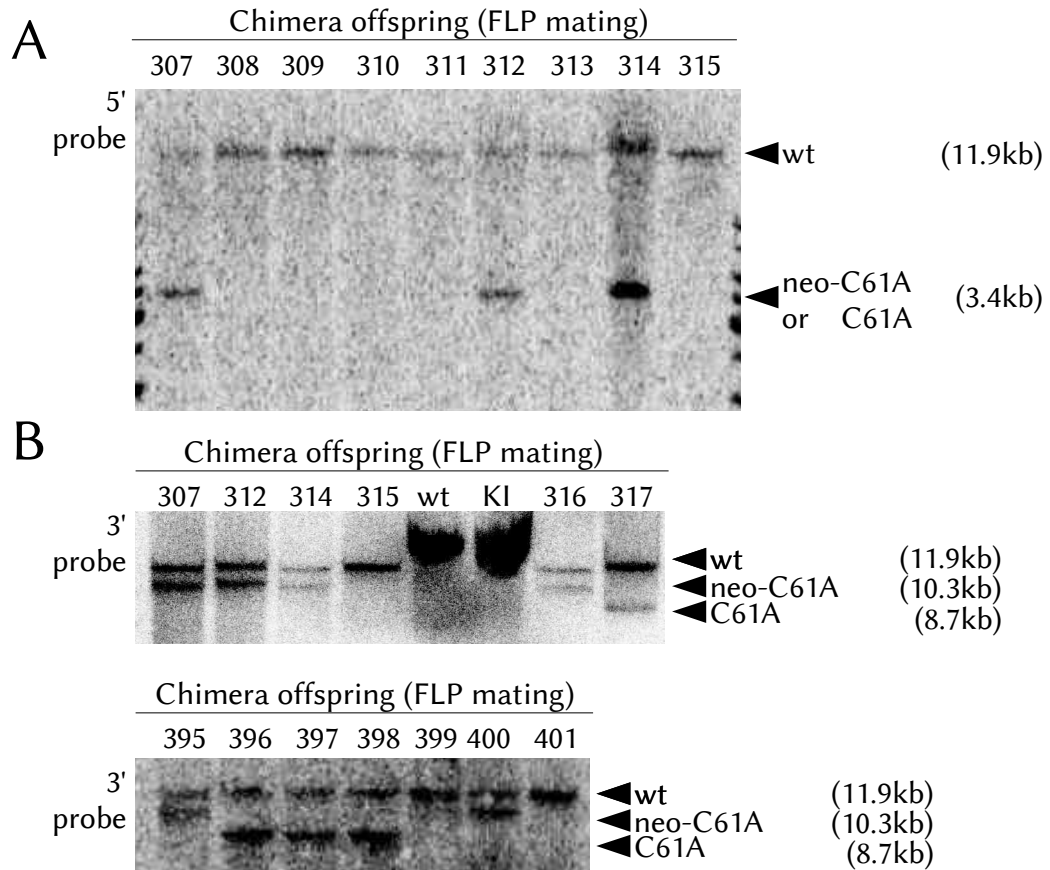 A
Chimera offspring (FLP mating)
307 308 309 310 311 312 313 314 315
5'
probe
wt (11.9kb)
neo-C61A
or C61A (3.4kb)
B
Chimera offspring (FLP mating)
307 312 314 315 wt KI 316 317
3'
probe
wt (11.9kb)
neo-C61A (10.3kb)
C61A (8.7kb)
Chimera offspring (FLP mating)
395 396 397 398 399 400 401
3'
probe
wt (11.9kb)
neo-C61A (10.3kb)
C61A (8.7kb)